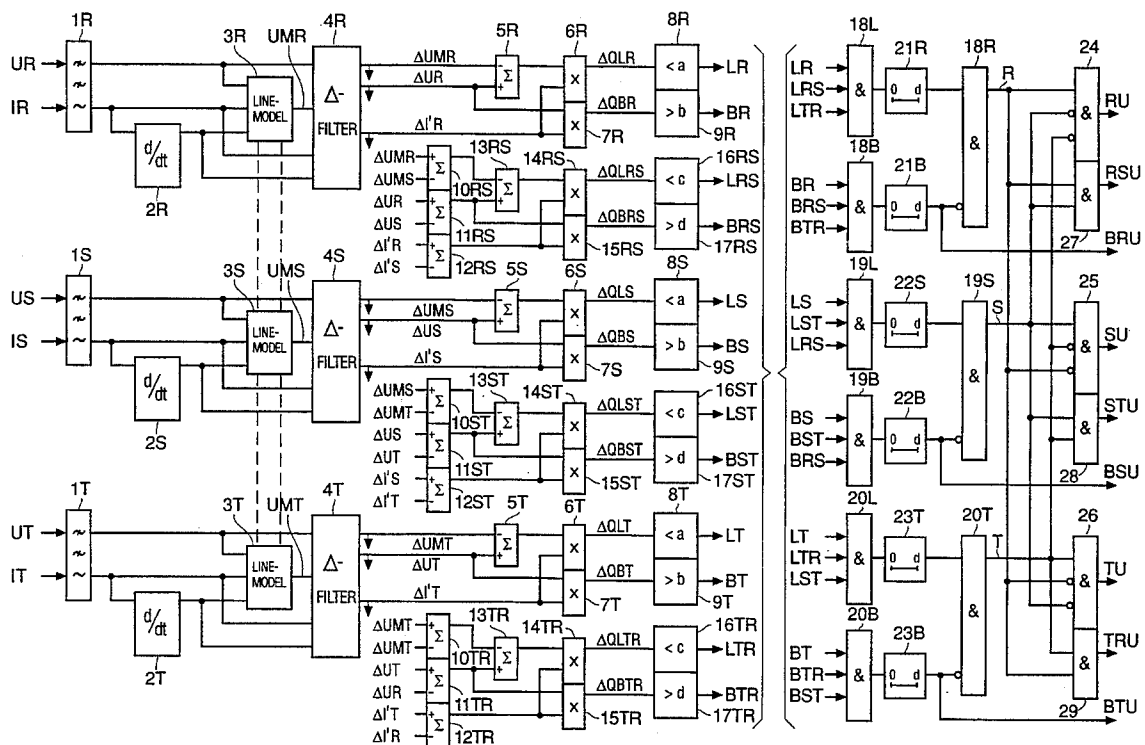 1R
3R
UMR
4R
5R
6R
8R
18L
21R
18R
24
UR
~
~
~
LINE-
MODEL
Δ-
FILTER
ΔUMR
ΔUR
Σ
x
ΔQLR
< a
LR
LR
LRS
LTR
&
0 d
R
&
RU
IR
d/dt
2R
ΔI'R
x
7R
ΔQBR
> b
BR
9R
&
RSU
27
BRU
ΔUMR
ΔUMS
ΔUR
ΔUS
ΔI'R
ΔI'S
Σ
10RS
Σ
11RS
Σ
12RS
13RS
Σ
14RS
x
x
15RS
ΔQLRS
ΔQBRS
16RS
< c
LRS
> d
BRS
17RS
18B
BR
BRS
BTR
&
21B
0 d
&
1S
3S
UMS
4S
5S
6S
8S
19L
22S
19S
25
US
~
~
~
LINE-
MODEL
Δ-
FILTER
ΔUMS
ΔUS
Σ
x
ΔQLS
< a
LS
LS
LST
LRS
&
0 d
S
&
SU
IS
d/dt
2S
ΔI'S
x
7S
ΔQBS
> b
BS
9S
&
STU
28
BSU
ΔUMS
ΔUMT
ΔUS
ΔUT
ΔI'S
ΔI'T
Σ
10ST
Σ
11ST
Σ
12ST
13ST
Σ
14ST
x
x
15ST
ΔQLST
ΔQBST
16ST
< c
LST
> d
BST
17ST
19B
BS
BST
BRS
&
22B
0 d
&
1T
3T
UMT
4T
5T
6T
8T
20L
23T
20T
26
UT
~
~
~
LINE-
MODEL
Δ-
FILTER
ΔUMT
ΔUT
Σ
x
ΔQLT
< a
LT
LT
LTR
LST
&
0 d
T
&
TU
IT
d/dt
2T
ΔI'T
x
7T
ΔQBT
> b
BT
9T
&
TRU
29
BTU
ΔUMT
ΔUMT
ΔUT
ΔUR
ΔI'T
ΔI'R
Σ
10TR
Σ
11TR
Σ
12TR
13TR
Σ
14TR
x
x
15TR
ΔQLTR
ΔQBTR
16TR
< c
LTR
> d
BTR
17TR
20B
BT
BTR
BST
&
23B
0 d
&